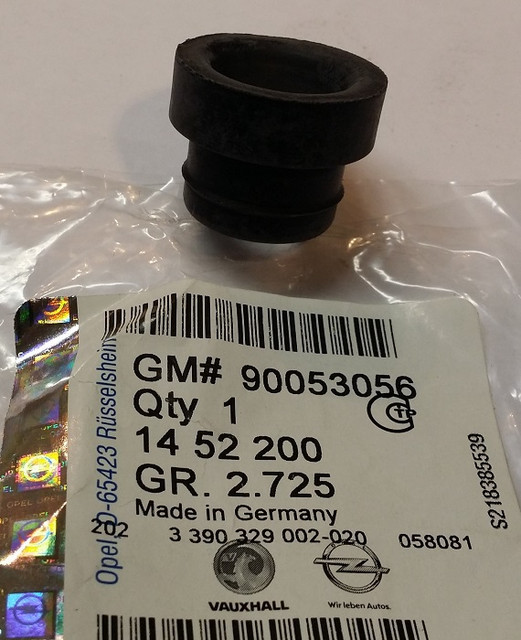 GM# 90053056
Qty 1
14 52 200
GR. 2.725
Made in Germany
202
3 390 329 002-020
058081
VAUXHALL
Wir leben Autos.
Opel D-65423 Rüsselsheim
S218385539